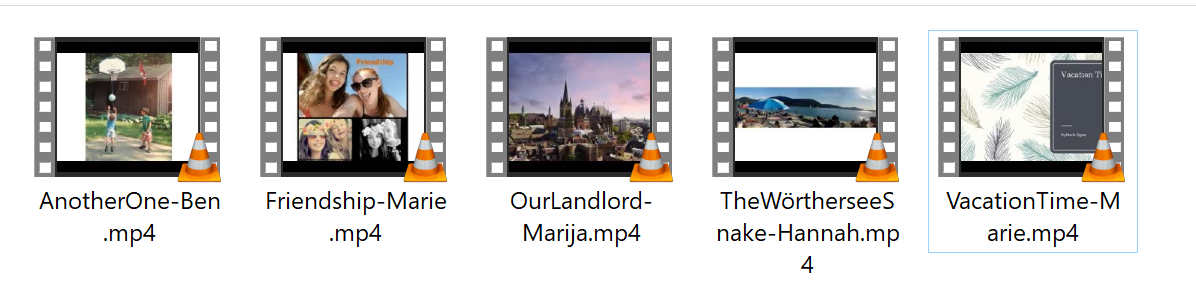 Friendship
Vacation Ti
AnotherOne-Ben
.mp4
Friendship-Marie
.mp4
OurLandlord-
Marija.mp4
TheWörtherseeS
nake-Hannah.mp
4
VacationTime-M
arie.mp4